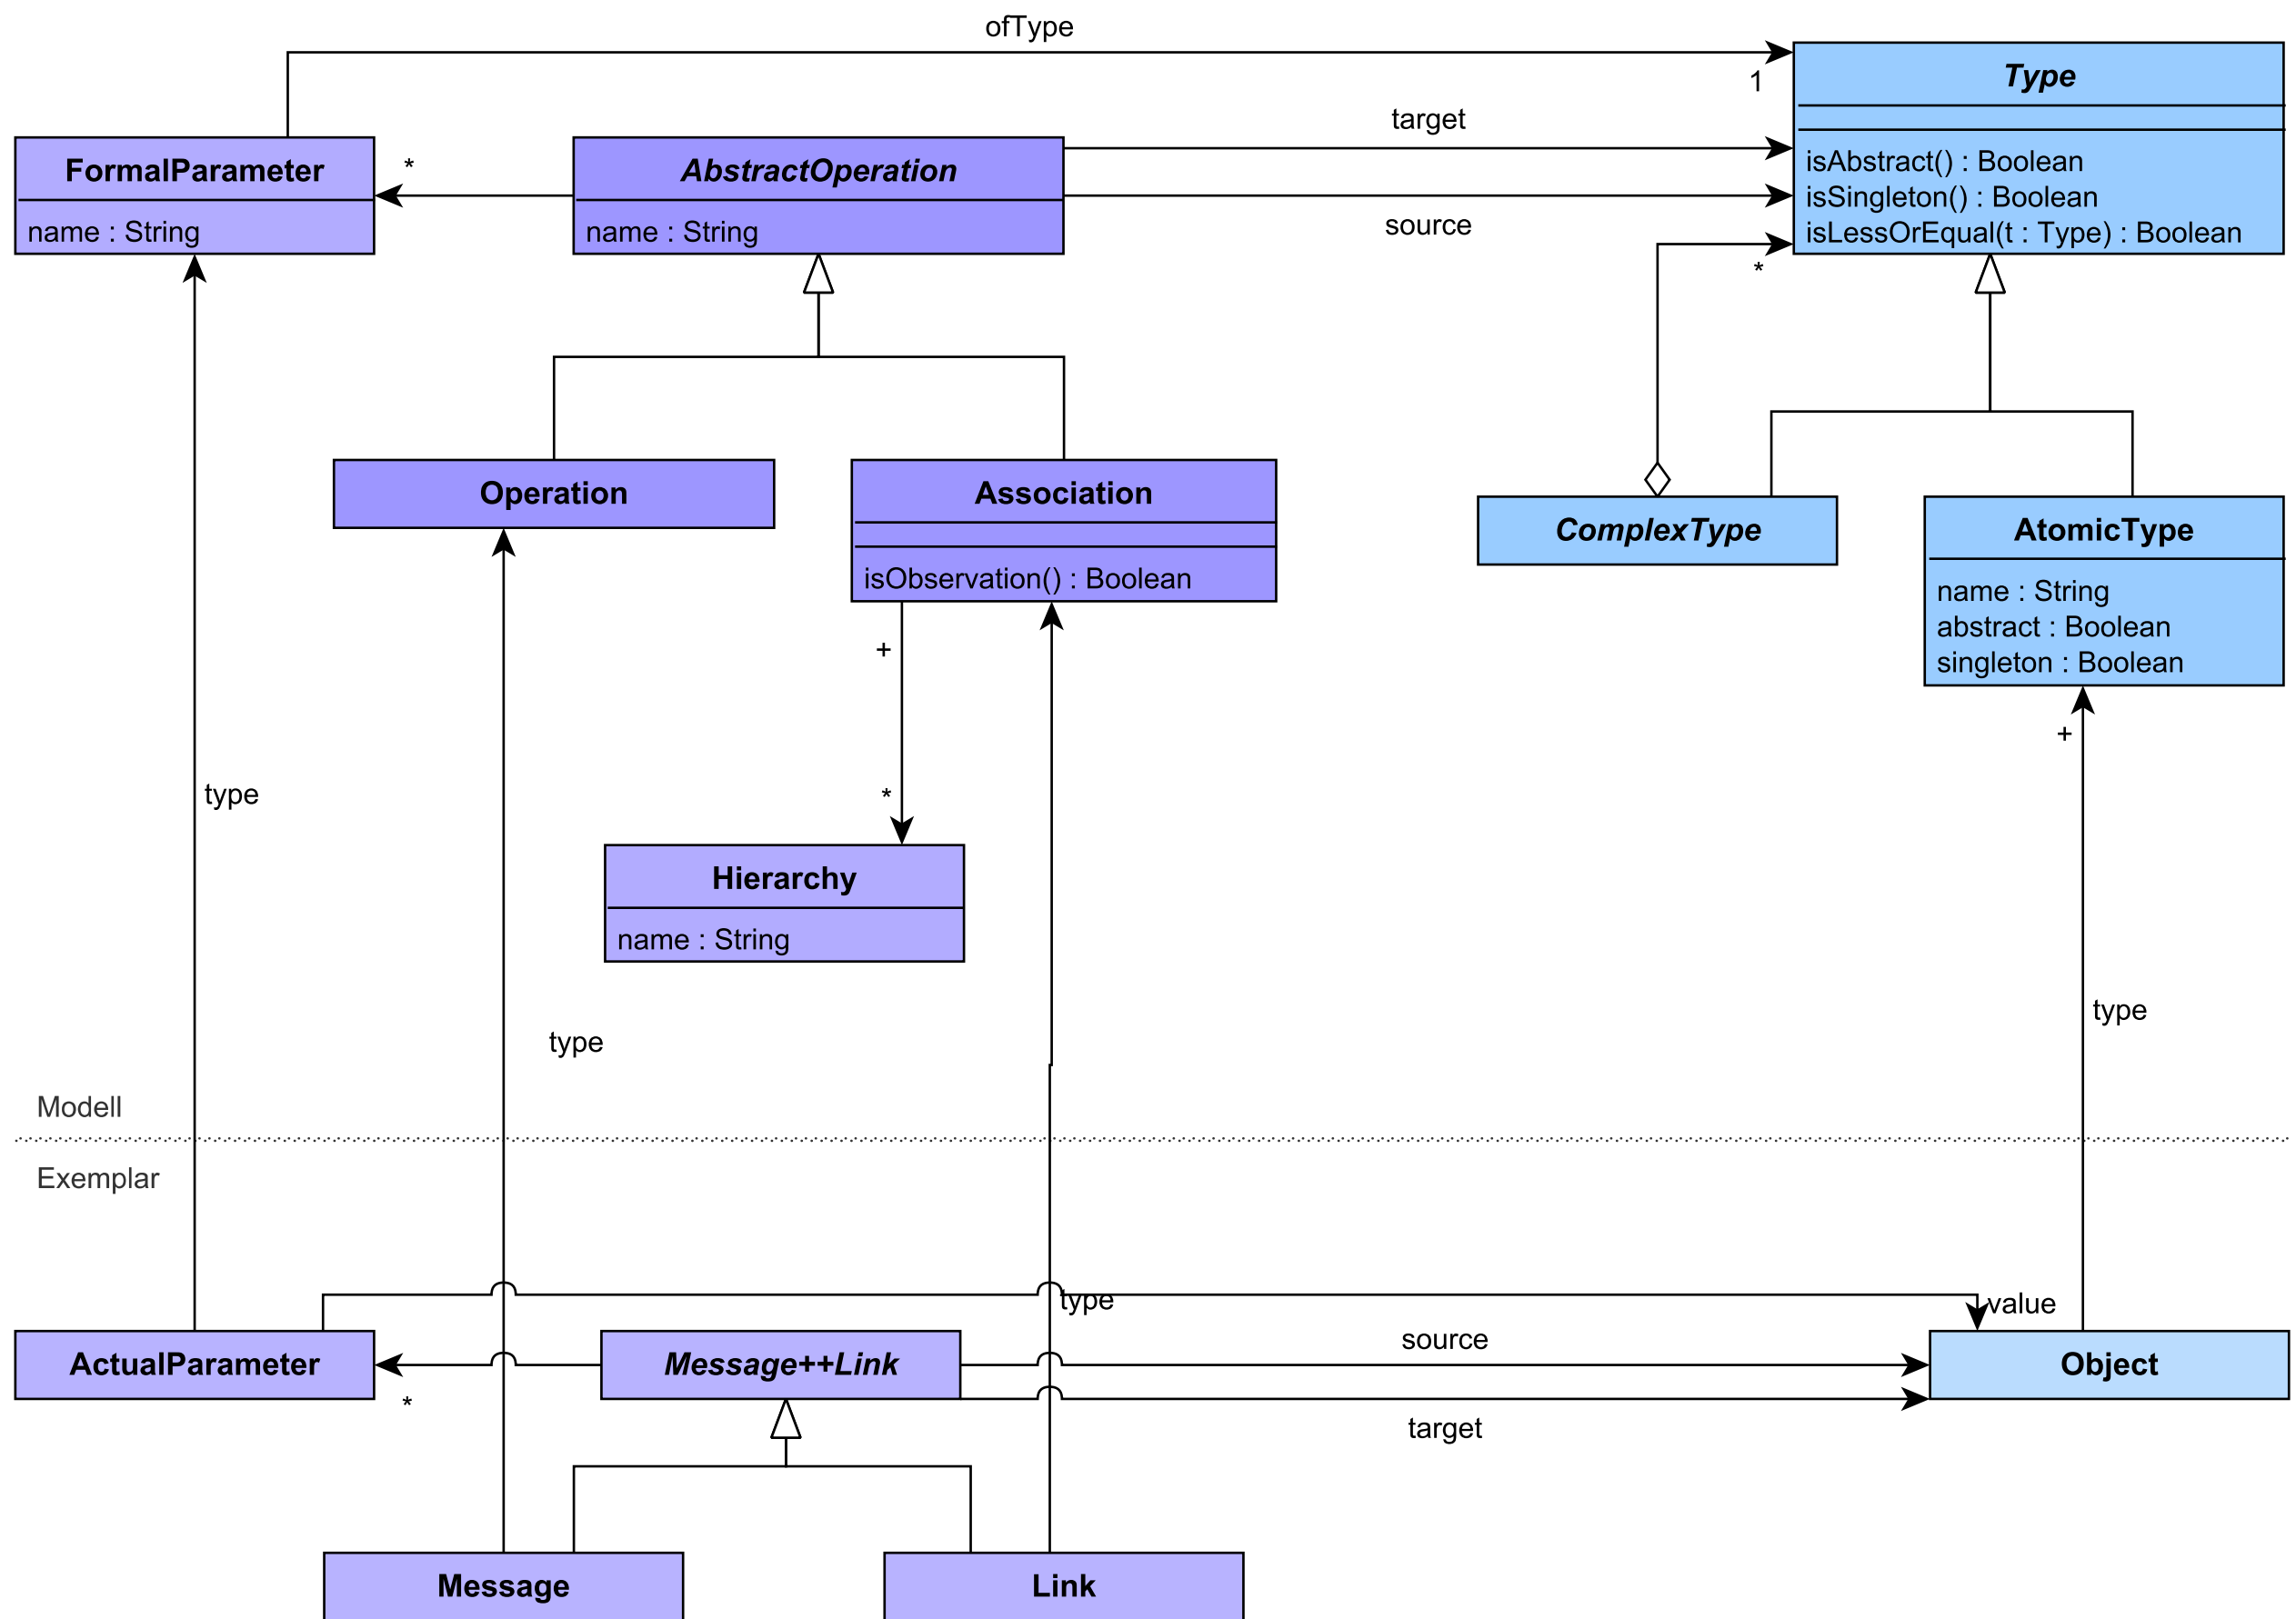 ofType
Type
1
target
FormalParameter
*
AbstractOperation
isAbstract() : Boolean
isSingleton() : Boolean
source
name : String
name : String
isLessOrEqual(t : Type) : Boolean
*
Operation
Association
ComplexType
AtomicType
isObservation() : Boolean
name : String
abstract : Boolean
singleton : Boolean
+
+
type
*
Hierarchy
name : String
type
type
Modell
Exemplar
type
value
source
ActualParameter
Message++Link
Object
*
target
Message
Link